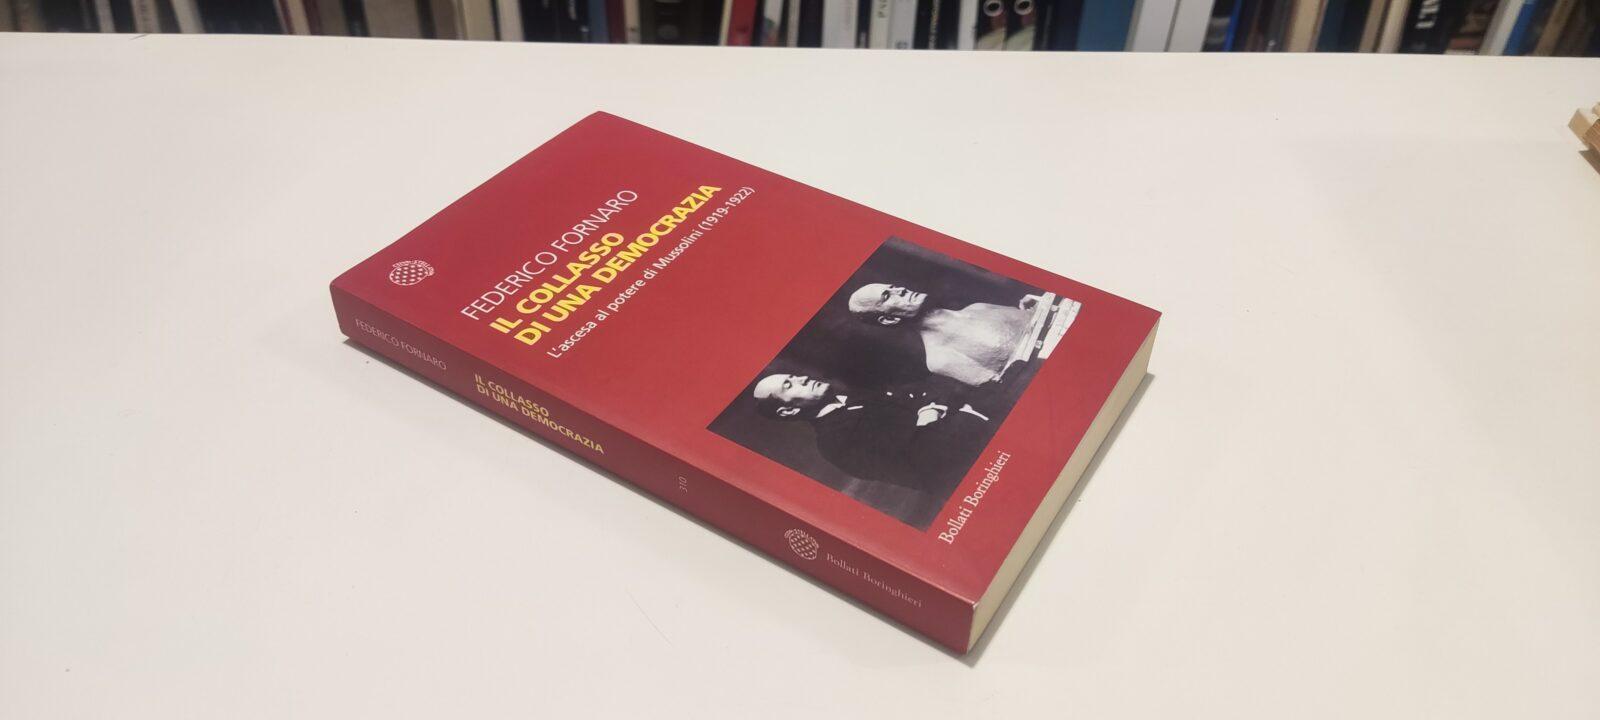 FEDERICO FORNARO
IL COLLASSO
DI UNA DEMOCRAZIA
L'ascesa al potere di Mussolini (1919-1922)
Bollati Boringhieri
FEDERICO FORNARO
IL COLLASSO
DI UNA DEMOCRAZIA
310
Bollati Boringhieri